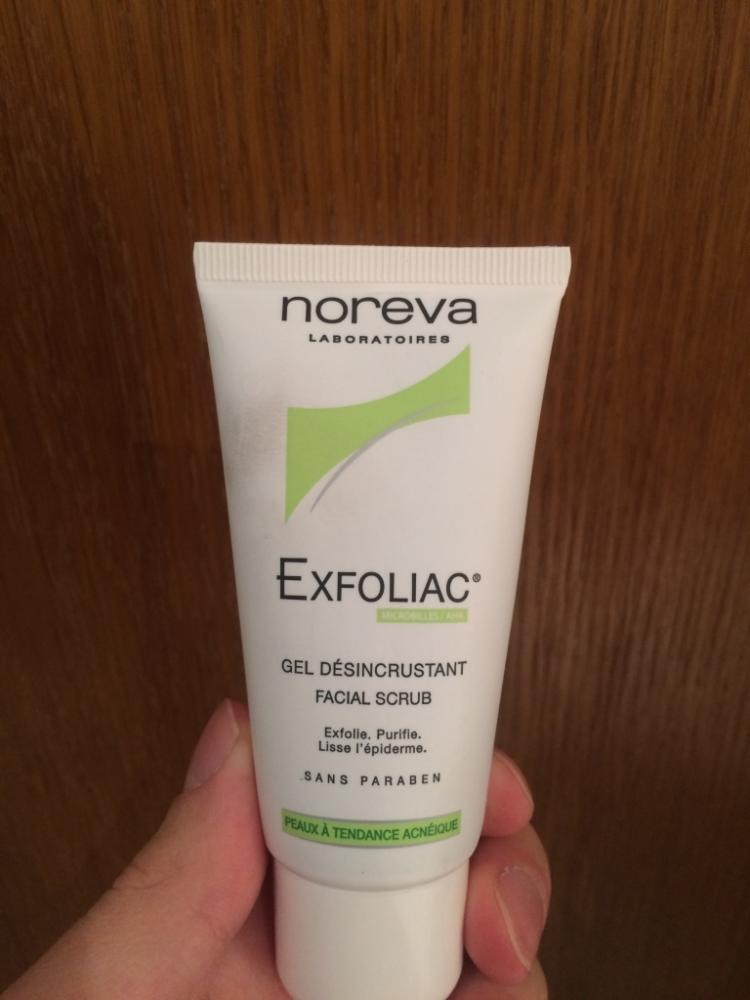 noreva
LABORATOIRES
EXFOLIAC®
MICROBILLES / AHA
GEL DÉSINCRUSTANT
FACIAL SCRUB
Exfolie. Purifie.
Lisse l'épiderme.
SANS PARABEN
PEAUX À TENDANCE ACNÉIQUE